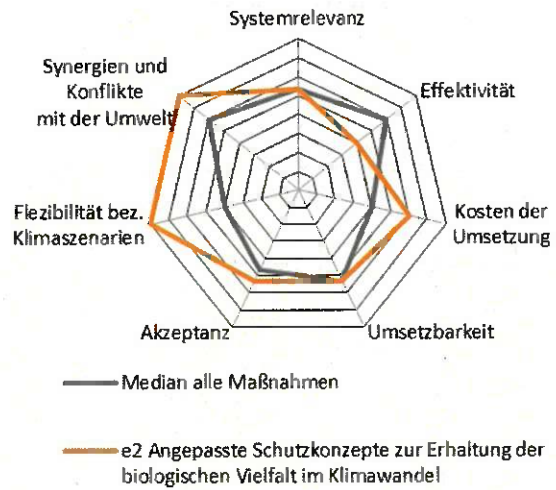 Systemrelevanz
Synergien und
Konflikte
mit der Umwelt
Effektivität
Flezibilität bez.
Klimaszenarien
Kosten der
Umsetzung
Akzeptanz
Umsetzbarkeit
Median alle Maßnahmen
e2 Angepasste Schutzkonzepte zur Erhaltung der
biologischen Vielfalt im Klimawandel